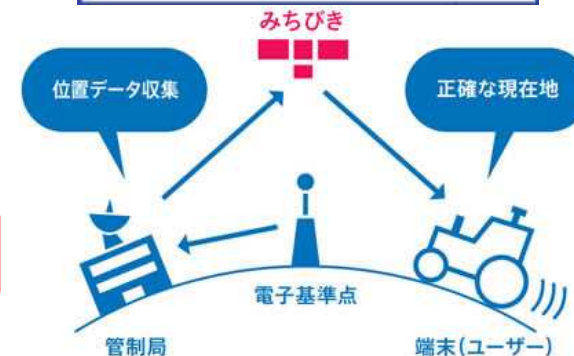 みちびき
位置データ収集
正確な現在地
電子基準点
管制局
端末(ユーザー)